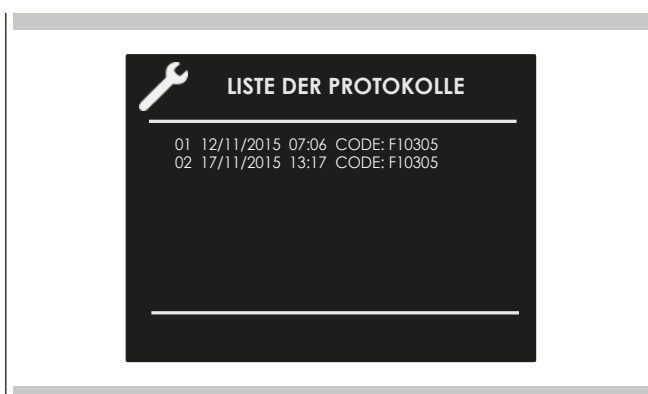 LISTE DER PROTOKOLLE
01 12/11/2015 07:06 CODE: F10305
02 17/11/2015 13:17 CODE: F10305